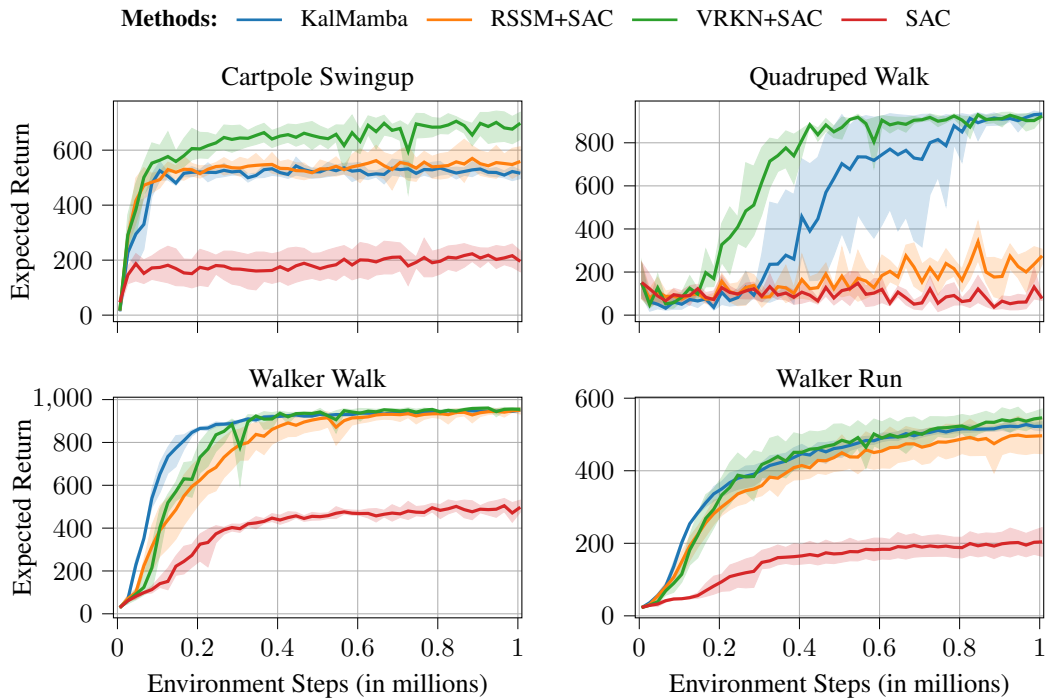 Methods: KalMamba RSSM+SAC VRKN+SAC SAC
Cartpole Swingup Quadruped Walk
Expected Return
600
400
200
0
800
600
400
200
0
Walker Walk Walker Run
Expected Return
1,000
800
600
400
200
0
600
400
200
0
0 0.2 0.4 0.6 0.8 1
0 0.2 0.4 0.6 0.8 1
Environment Steps (in millions) Environment Steps (in millions)